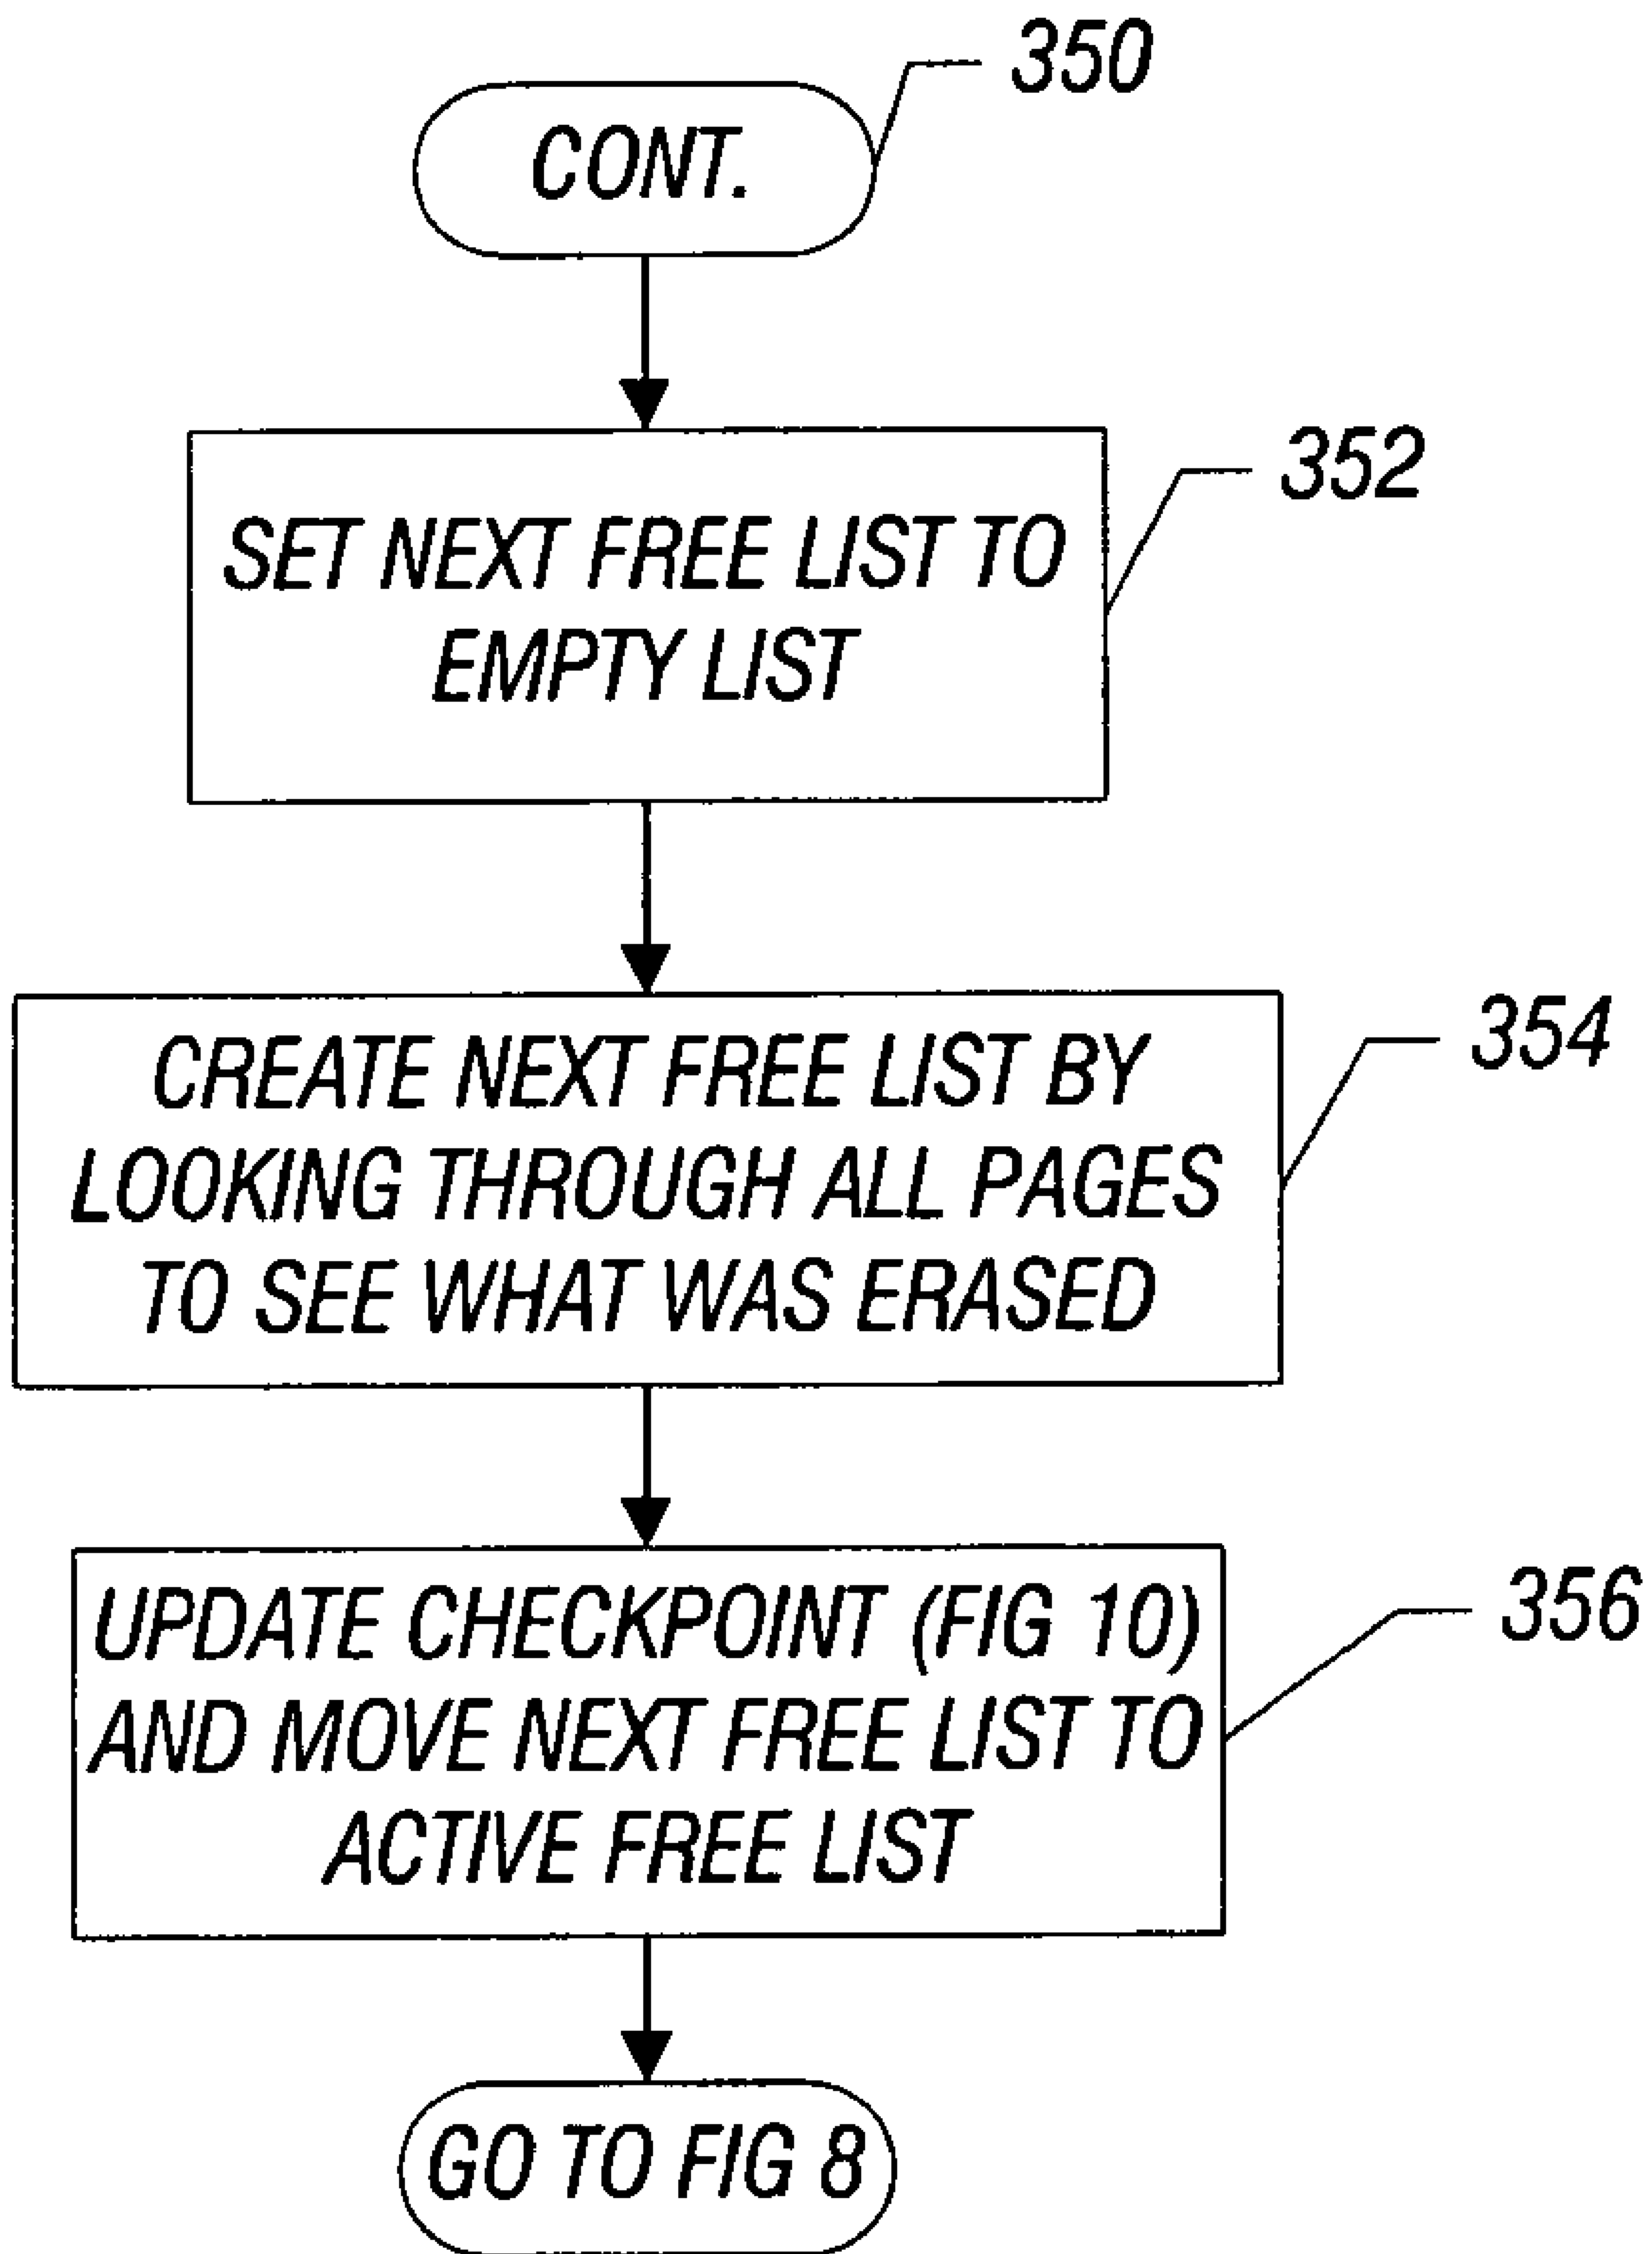 350
CONT.
352
SET NEXT FREE LIST TO
EMPTY LIST
354
CREATE NEXT FREE LIST BY
LOOKING THROUGH ALL PAGES
TO SEE WHAT WAS ERASED
356
UPDATE CHECKPOINT (FIG 10)
AND MOVE NEXT FREE LIST TO
ACTIVE FREE LIST
GO TO FIG 8